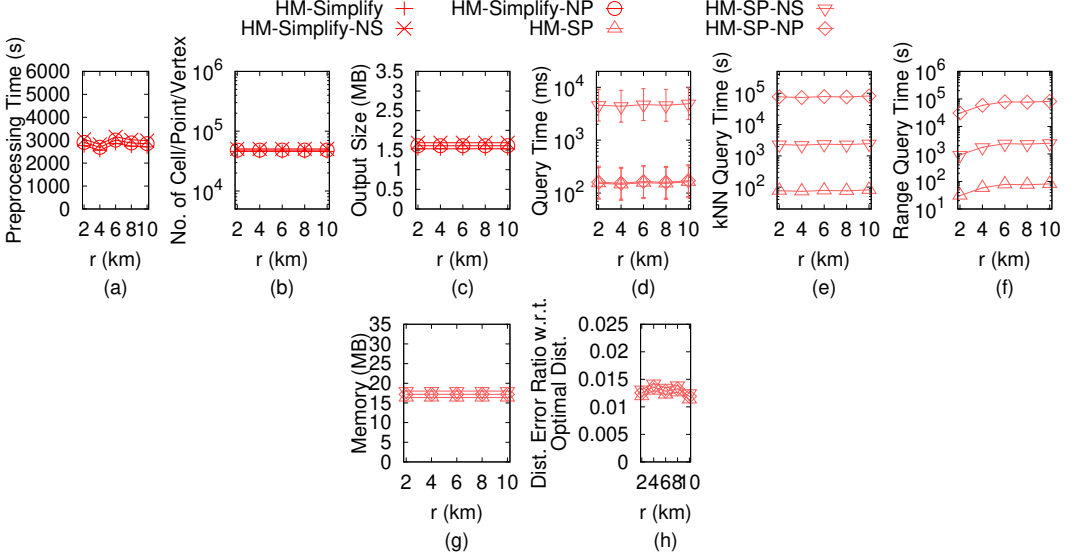 HM-Simplify
HM-Simplify-NS
HM-Simplify-NP
HM-SP
HM-SP-NS
HM-SP-NP
Preprocessing Time (s)
6000
5000
4000
3000
2000
1000
0
2 4 6 8 10
r (km)
(a)
No. of Cell/Point/Vertex
10^6
10^5
10^4
2 4 6 8 10
r (km)
(b)
Output Size (MB)
3.5
3
2.5
2
1.5
1
0.5
0
2 4 6 8 10
r (km)
(c)
Query Time (ms)
10^4
10^3
10^2
2 4 6 8 10
r (km)
(d)
kNN Query Time (s)
10^5
10^4
10^3
10^2
2 4 6 8 10
r (km)
(e)
Range Query Time (s)
10^6
10^5
10^4
10^3
10^2
10^1
2 4 6 8 10
r (km)
(f)
Memory (MB)
35
30
25
20
15
10
5
0
2 4 6 8 10
r (km)
(g)
Dist. Error Ratio w.r.t.
Optimal Dist.
0.025
0.02
0.015
0.01
0.005
0
2 4 6 8 10
r (km)
(h)